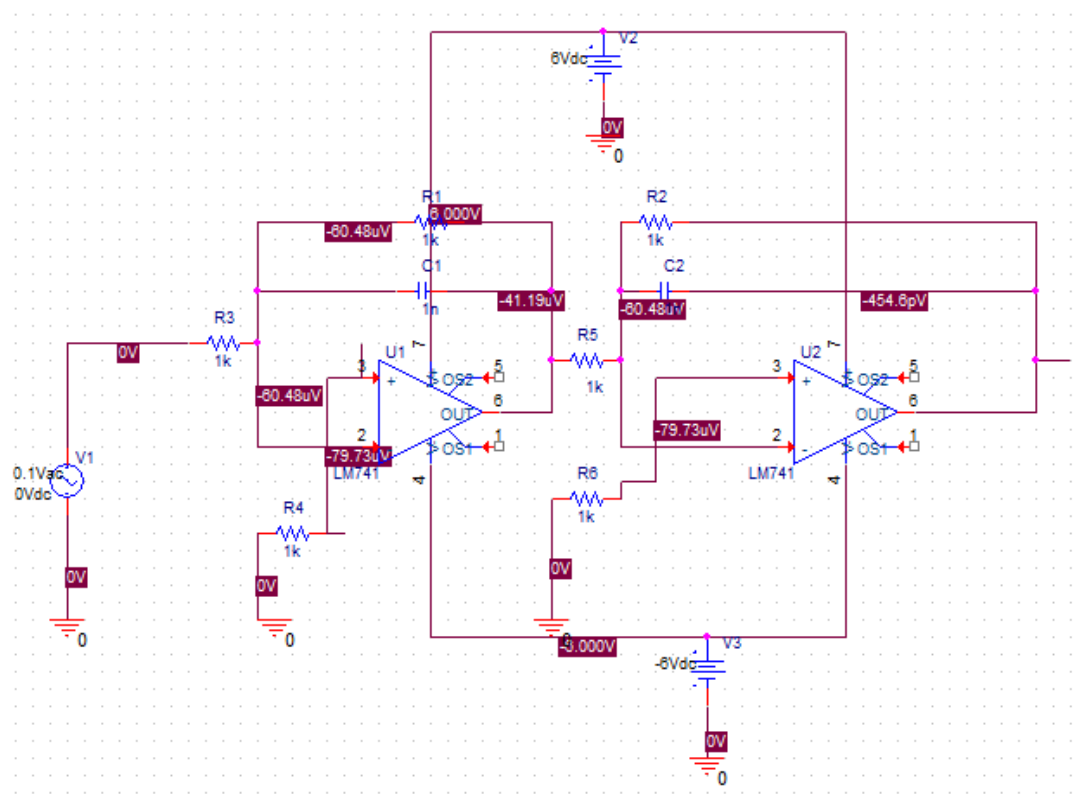 V2
6Vdc
0V
0
R1
6.000V
-60.48uV
1k
C1
1n
-41.19uV
R2
1k
C2
-60.48uV
-454.6pV
R3
1k
0V
R5
1k
7
U1
3
+
OS2
5
OUT
6
2
-
OS1
1
4
LM741
-60.48uV
-79.73uV
7
U2
3
+
OS2
5
OUT
6
2
-
OS1
1
4
LM741
-79.73uV
V1
0.1Vac
0Vdc
0V
0
R4
1k
0V
0
R6
1k
0V
V3
-6Vdc
0V
0